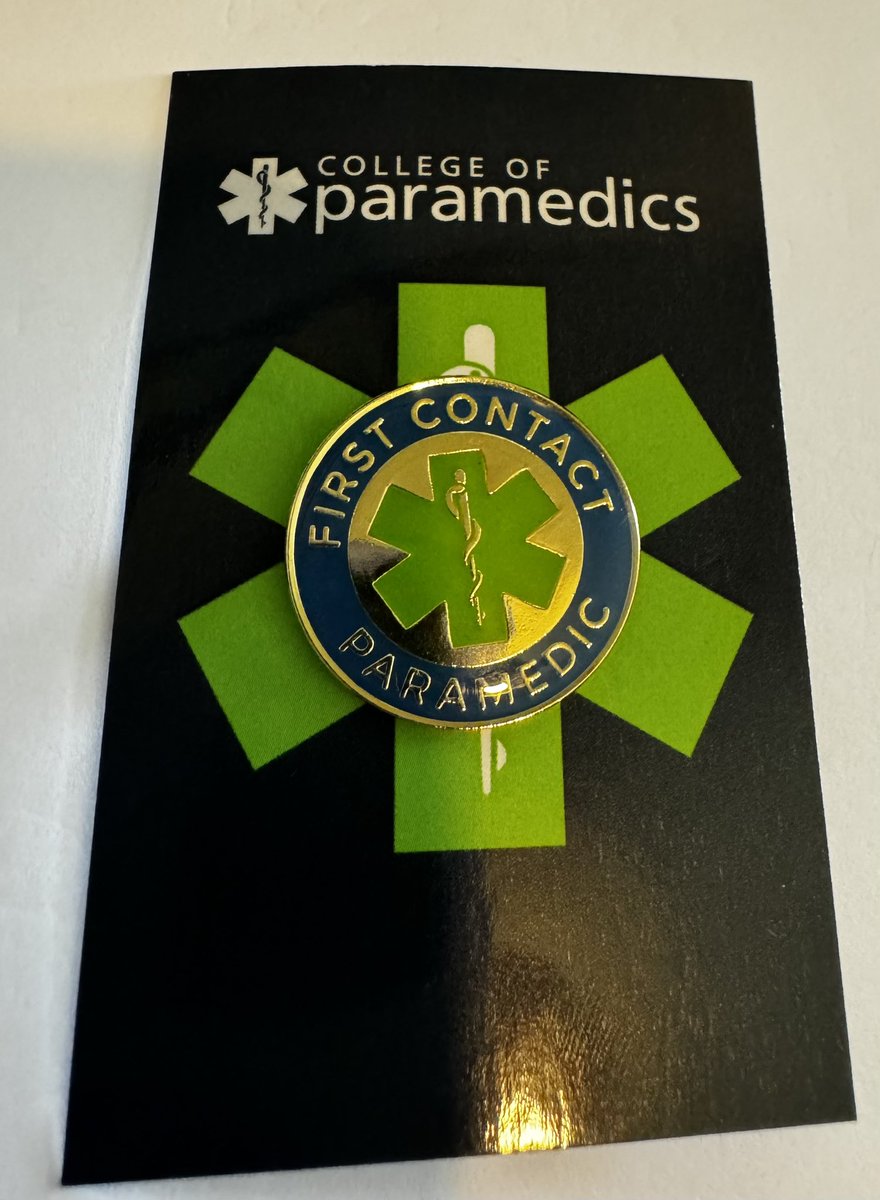 COLLEGE OF
paramedics
FIRST CONTACT
PARAMEDIC